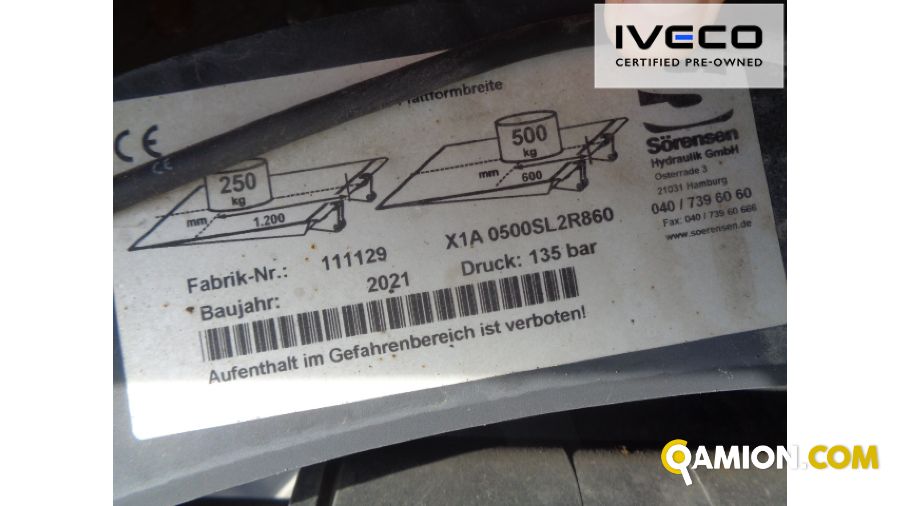 IVECO
CERTIFIED PRE-OWNED
CE
CE
250
kg
mm
1.200
500
kg
mm
600
Sörensen
Hydraulik GmbH
Osterrade 3
21031 Hamburg
040 / 739 60 60
Fax: 040 / 739 60 666
www.soerensen.de
Fabrik-Nr.: 111129 X1A 0500SL2R860
Baujahr: 2021 Druck: 135 bar
Aufenthalt im Gefahrenbereich ist verboten!
QAMION.COM